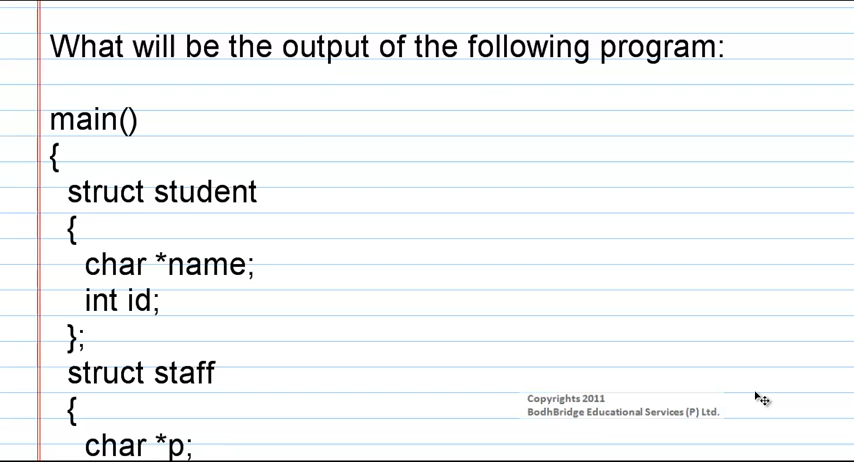 What will be the output of the following program:
main()
{
struct student
{
char *name;
int id;
};
struct staff
{
char *p;
Copyrights 2011
BodhBridge Educational Services (P) Ltd.